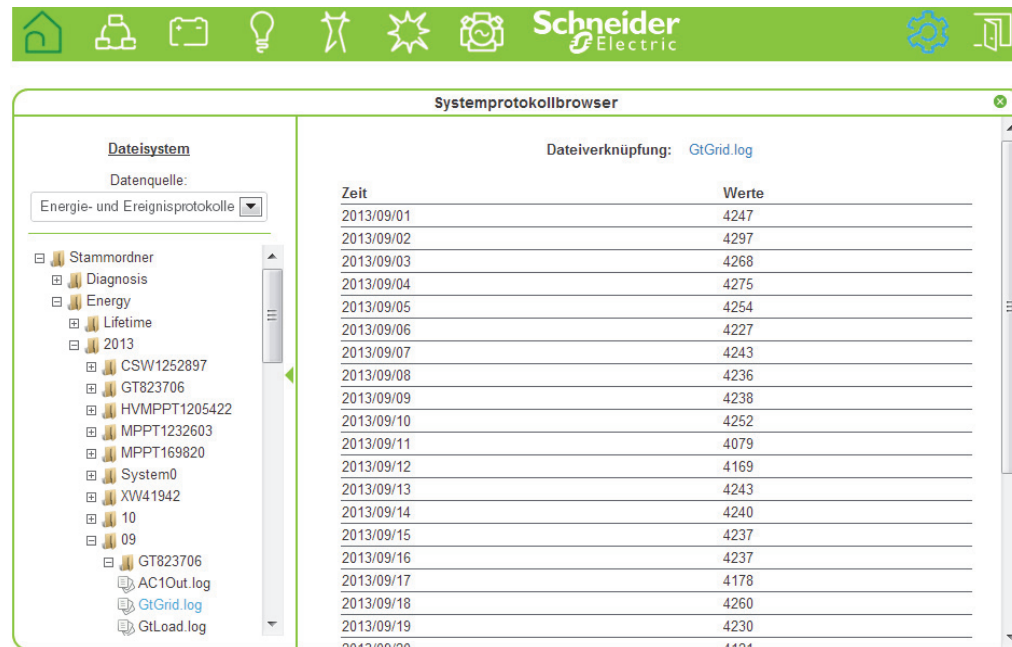 Schneider
Electric
Systemprotokollbrowser
Dateisystem
Datenquelle:
Energie- und Ereignisprotokolle
Stammordner
Diagnosis
Energy
Lifetime
2013
CSW1252897
GT823706
HVMPPT1205422
MPPT1232603
MPPT169820
System0
XW41942
10
09
GT823706
AC1Out.log
GtGrid.log
GtLoad.log
Dateiverknüpfung: GtGrid.log
Zeit Werte
2013/09/01 4247
2013/09/02 4297
2013/09/03 4268
2013/09/04 4275
2013/09/05 4254
2013/09/06 4227
2013/09/07 4243
2013/09/08 4236
2013/09/09 4238
2013/09/10 4252
2013/09/11 4079
2013/09/12 4169
2013/09/13 4243
2013/09/14 4240
2013/09/15 4237
2013/09/16 4237
2013/09/17 4178
2013/09/18 4260
2013/09/19 4230